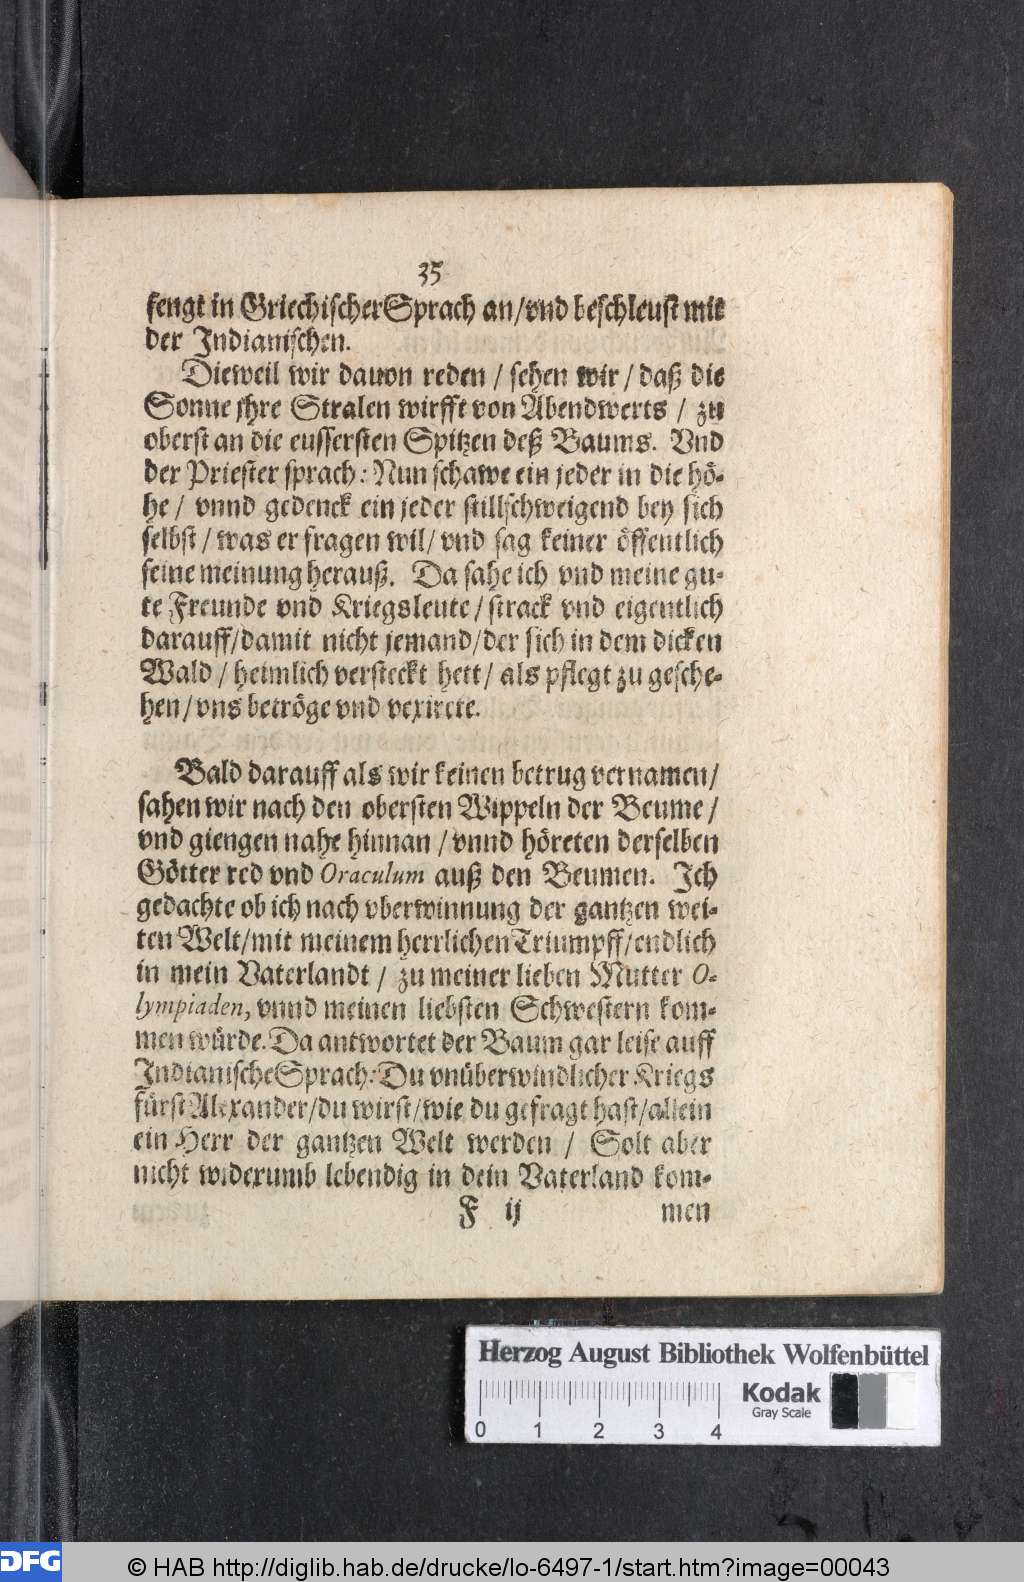 35
fengt in Griechischer Sprach an/vnd beschleust mit
der Indianischen.
Dieweil wir dauon reden / sehen wir / daß die
Sonne jhre Stralen wirfft von Abendwerts / zu
oberst an die eussersten Spitzen deß Baums. Vnd
der Priester sprach: Nun schawe ein jeder in die hö-
he / vnnd gedenck ein jeder stillschweigend bey sich
selbst / was er fragen wil/ vnd sag keiner öffentlich
seine meinung herauß. Da sahe ich vnd meine gu-
te Freunde vnd Kriegsleute / strack vnd eigentlich
darauff/damit nicht jemand/der sich in dem dicken
Wald / heimlich versteckt hett / als pflegt zu gesche-
hen/vns betröge vnd vexirete.
Bald darauff als wir keinen betrug vernamen/
sahen wir nach den obersten Wippeln der Beume /
vnd giengen nahe hinnan / vnnd höreten derselben
Götter red vnd Oraculum auß den Beumen. Ich
gedachte ob ich nach vberwinnung der gantzen wei-
ten Welt/mit meinem herrlichen Triumpff/endlich
in mein Vaterlandt / zu meiner lieben Mutter O-
lympiaden, vnnd meinen liebsten Schwestern kom-
men würde. Da antwortet der Baum gar leise auff
Indianische Sprach: Du vnüberwindlicher Kriegs
fürst Alexander/du wirst/wie du gefragt hast/allein
ein Herr der gantzen Welt werden / Solt aber
nicht widerumb lebendig in dein Vaterland kom-
F ij men
Herzog August Bibliothek Wolfenbüttel
Kodak
Gray Scale
0 1 2 3 4
DFG © HAB http://diglib.hab.de/drucke/lo-6497-1/start.htm?image=00043